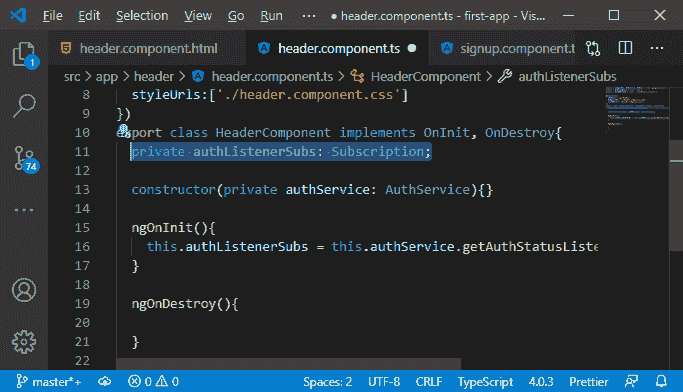 File Edit Selection View Go Run ... header.component.ts - first-app - Vis...
header.component.html header.component.ts signup.component.t
src > app > header > header.component.ts > HeaderComponent > authListenerSubs
8 styleUrls:['./header.component.css']
9 })
10 export class HeaderComponent implements OnInit, OnDestroy{
11 private authListenerSubs: Subscription;
12
13 constructor(private authService: AuthService){}
14
15 ngOnInit(){
16 this.authListenerSubs = this.authService.getAuthStatusListe
17 }
18
19 ngOnDestroy(){
20
21 }
22
1
74
master*+ 0 0 Spaces: 2 UTF-8 CRLF TypeScript 4.0.3 Prettier